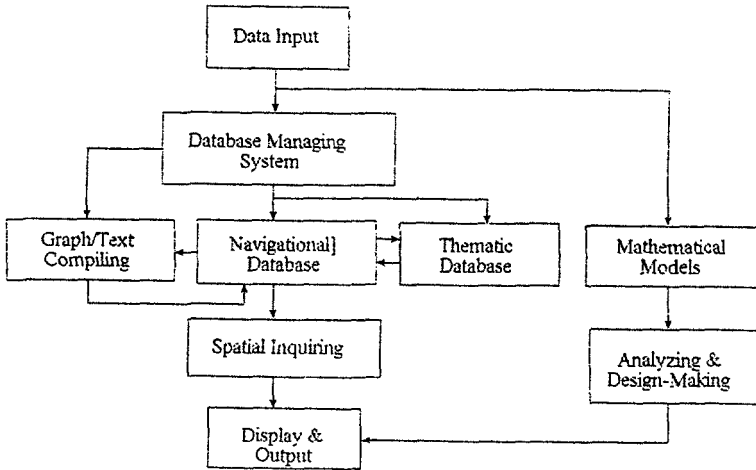 Data Input
Database Managing
System
Graph/Text
Compiling
Navigational]
Database
Thematic
Database
Mathematical
Models
Spatial Inquiring
Analyzing &
Design-Making
Display &
Output